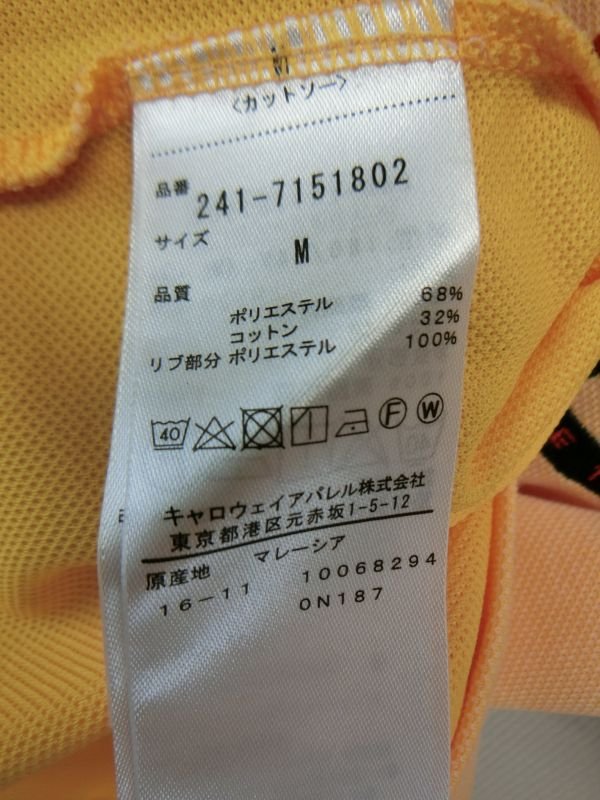 M
〈カットソー〉
品番 241-7151802
サイズ M
品質
ポリエステル 68%
コットン 32%
リブ部分 ポリエステル 100%
40 F W
キャロウェイアパレル株式会社
東京都港区元赤坂1-5-12
原産地 マレーシア
16-11 10068294
0N187
E